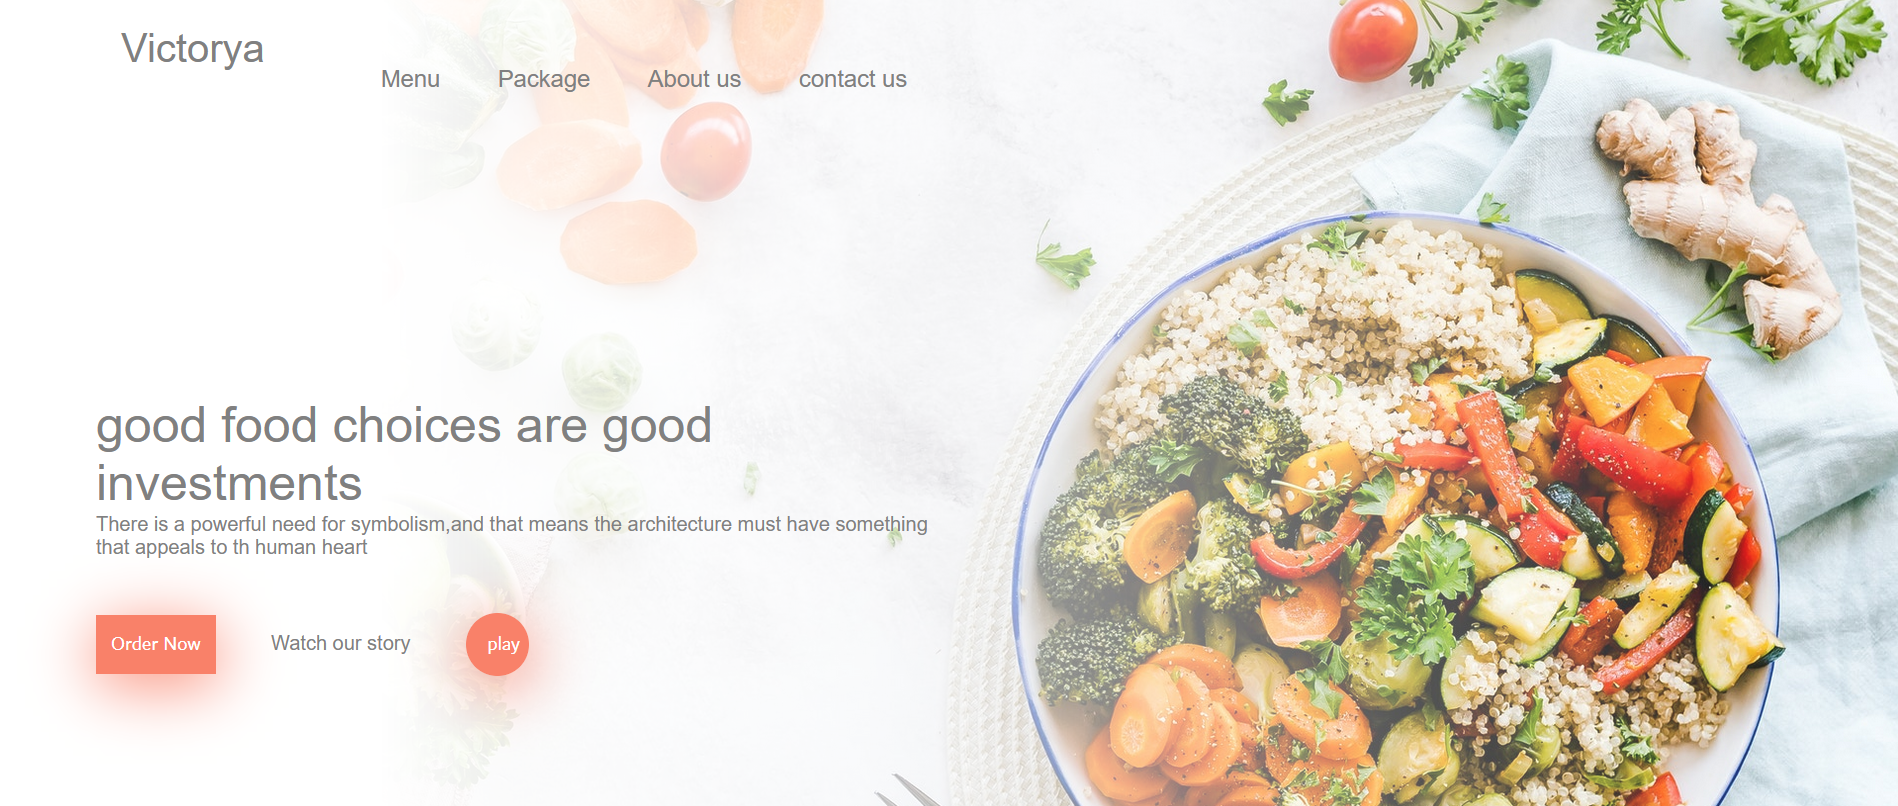 Victorya
Menu Package About us contact us
good food choices are good
investments
There is a powerful need for symbolism,and that means the architecture must have something
that appeals to th human heart
Order Now Watch our story play